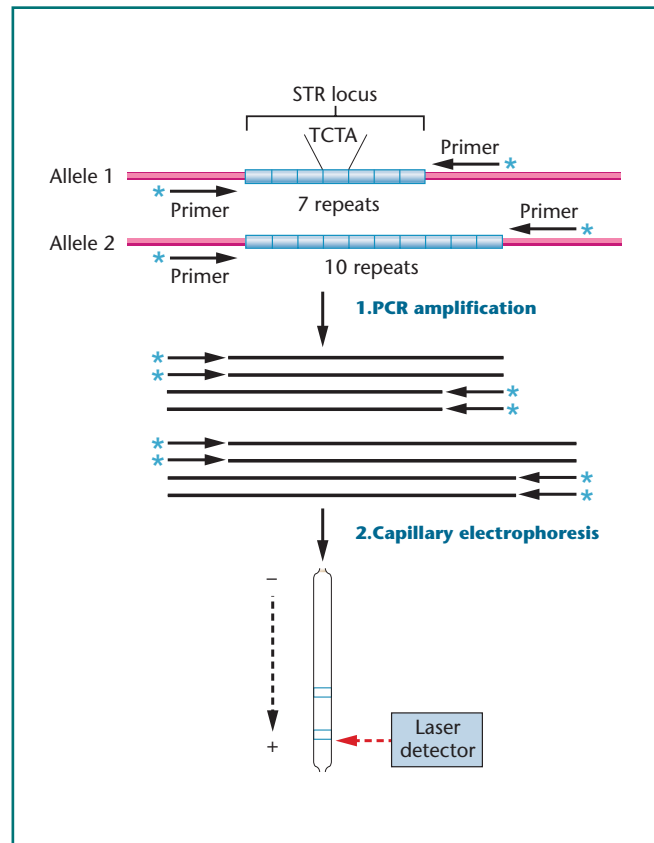 STR locus
TCTA
Primer
*
Allele 1
*
Primer
7 repeats
Primer
*
Allele 2
*
Primer
10 repeats
1.PCR amplification
*
*
*
*
*
*
*
*
2.Capillary electrophoresis
–
+
Laser
detector